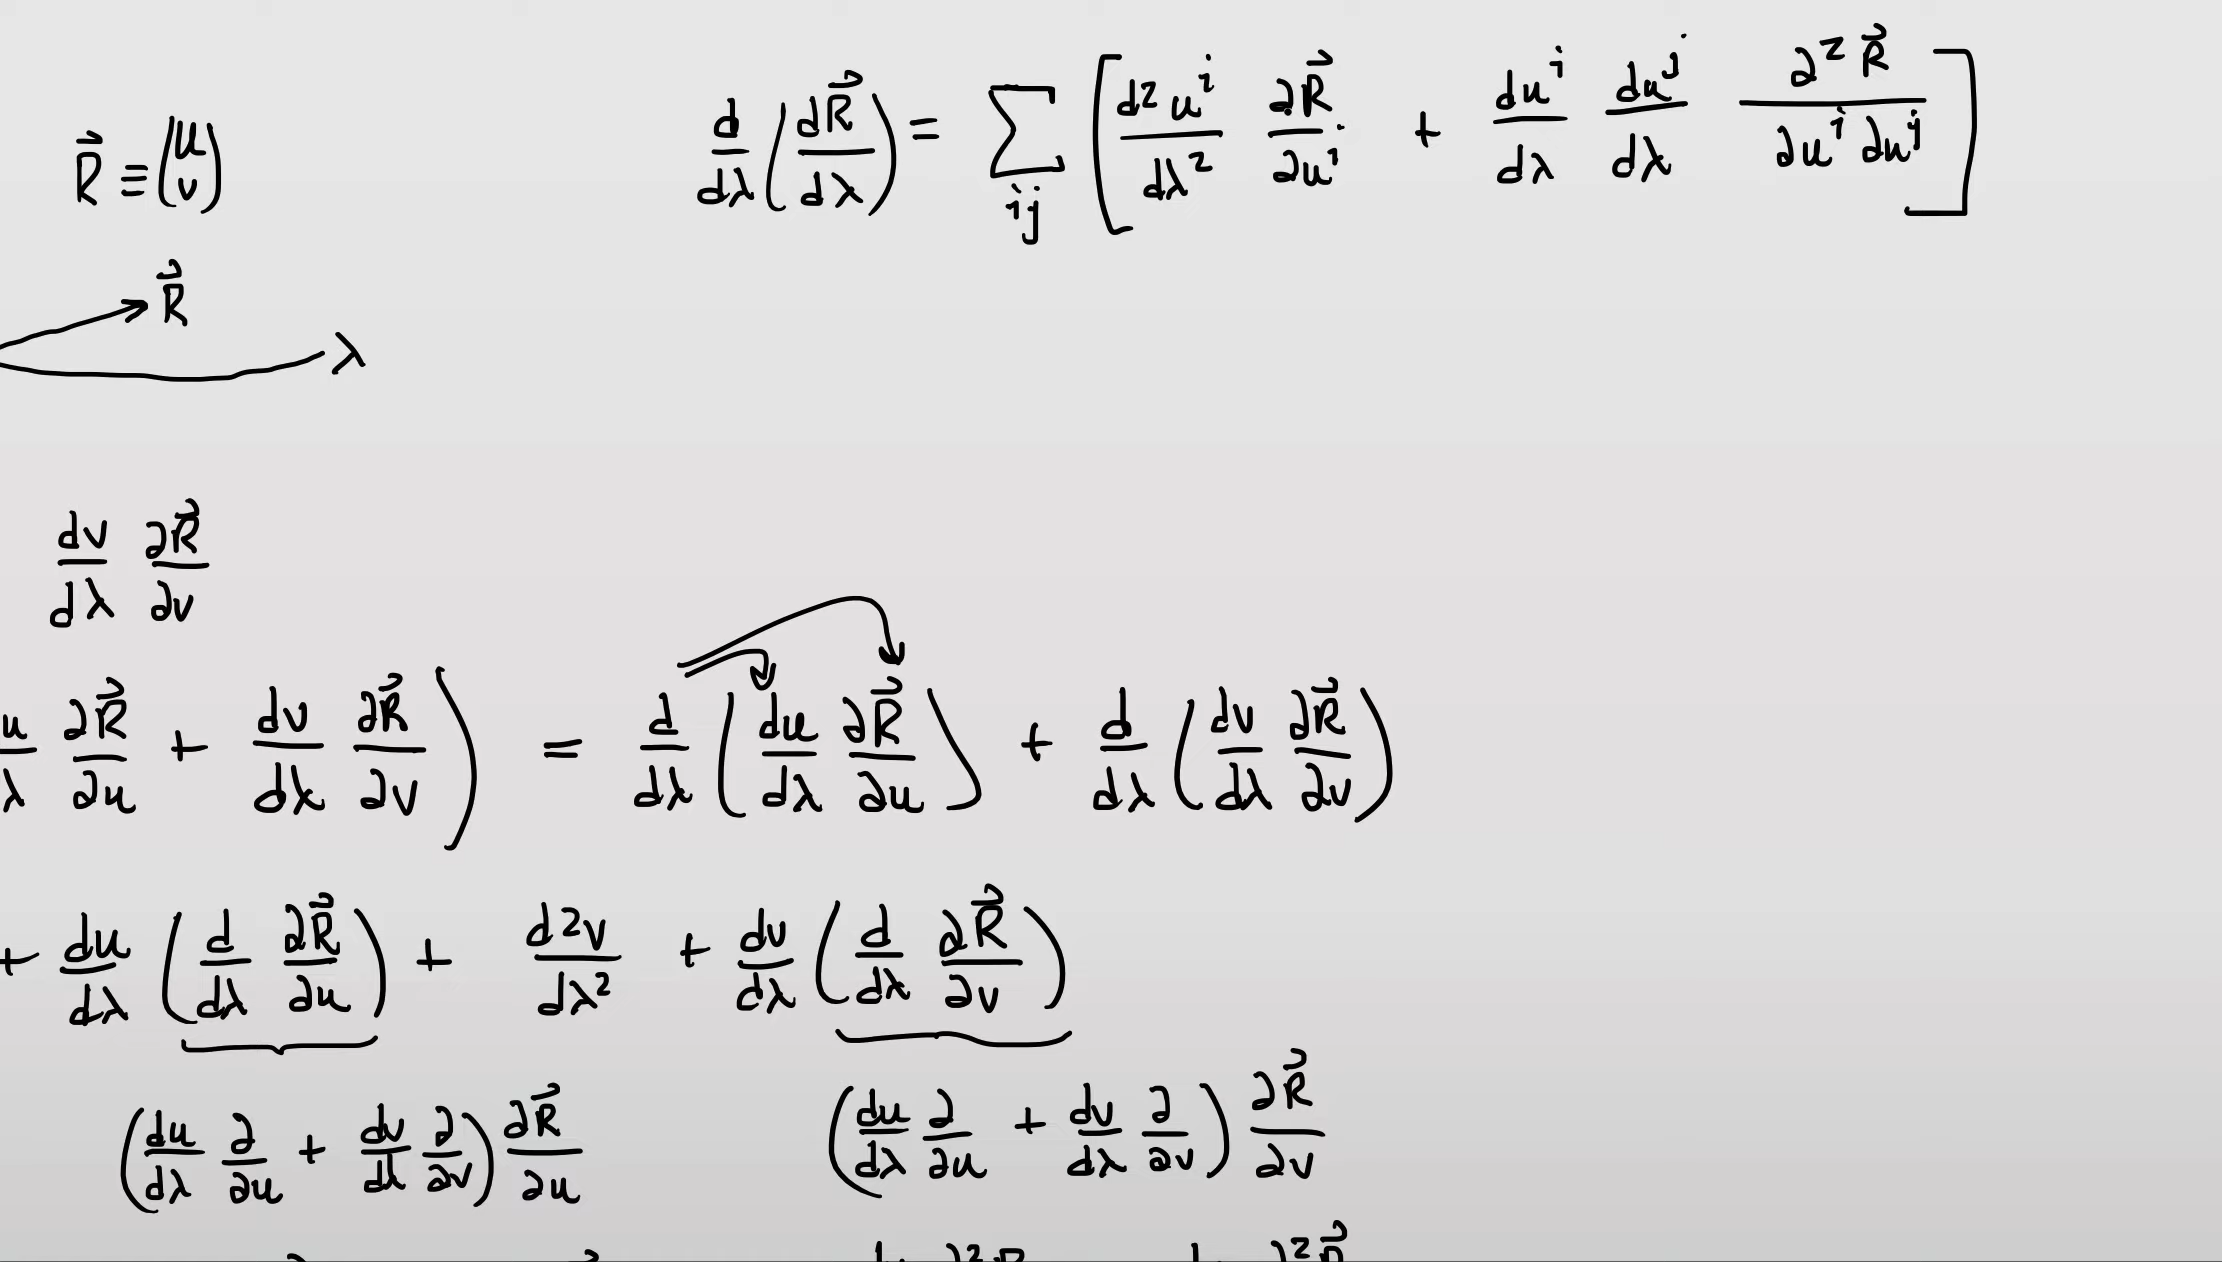 R⃗ ≡ (u v)
d/dλ (dR⃗/dλ) = Σ_ij [ d2u^i/dλ² ∂R⃗/∂u^i + du^i/dλ du^j/dλ ∂²R⃗/∂u^i∂u^j ]
R⃗
λ
dv/dλ ∂R⃗/∂v
u/λ ∂R⃗/∂u + dv/dλ ∂R⃗/∂v ) = d/dλ (du/dλ ∂R⃗/∂u) + d/dλ (dv/dλ ∂R⃗/∂v)
+ du/dλ (d/dλ ∂R⃗/∂u) + d2v/dλ² + dv/dλ (d/dλ ∂R⃗/∂v)
(du/dλ ∂/∂u + dv/dλ ∂/∂v) ∂R⃗/∂u (du/dλ ∂/∂u + dv/dλ ∂/∂v) ∂R⃗/∂v